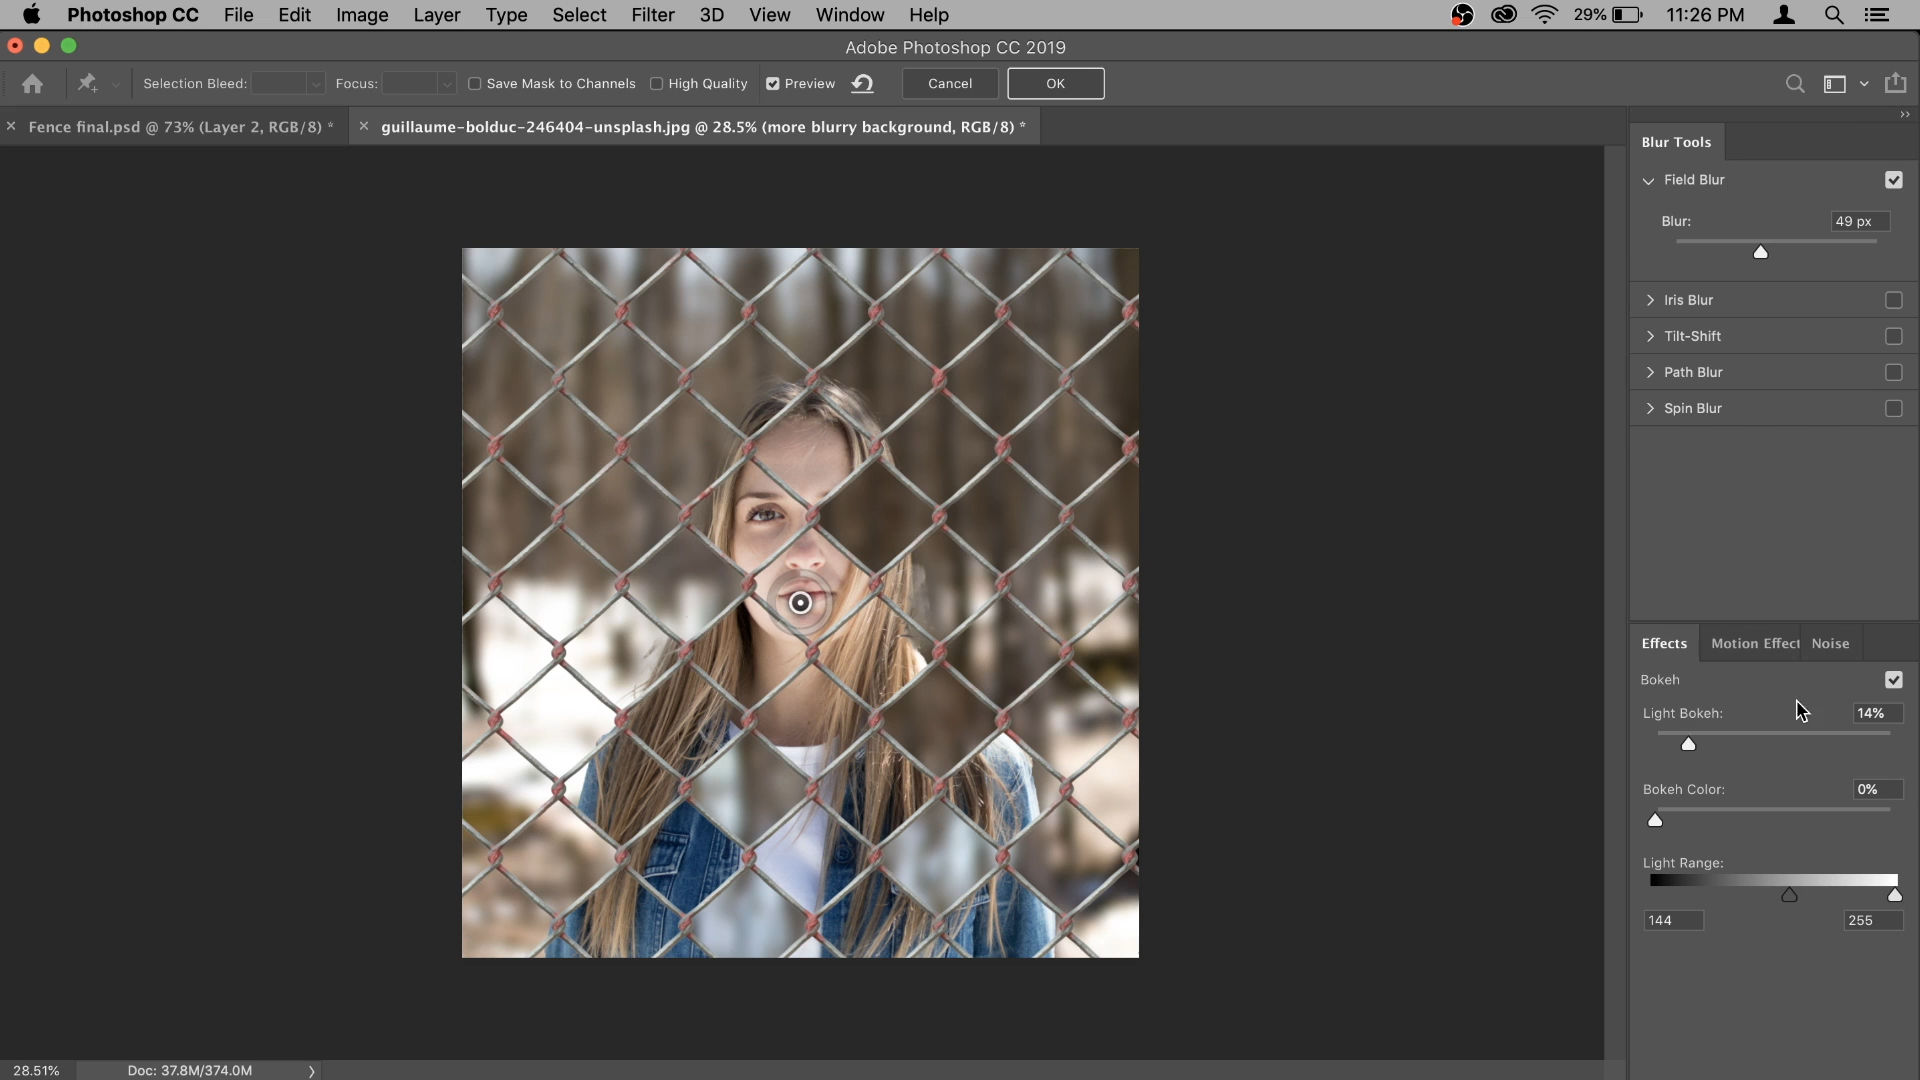 Photoshop CC File Edit Image Layer Type Select Filter 3D View Window Help 29% 11:26 PM
Adobe Photoshop CC 2019
Selection Bleed: Focus: Save Mask to Channels High Quality Preview Cancel OK
Fence final.psd @ 73% (Layer 2, RGB/8) * guillaume-bolduc-246404-unsplash.jpg @ 28.5% (more blurry background, RGB/8) *
Blur Tools
Field Blur
Blur: 49 px
Iris Blur
Tilt-Shift
Path Blur
Spin Blur
Effects Motion Effect Noise
Bokeh
Light Bokeh: 14%
Bokeh Color: 0%
Light Range:
144 255
28.51% Doc: 37.8M/374.0M